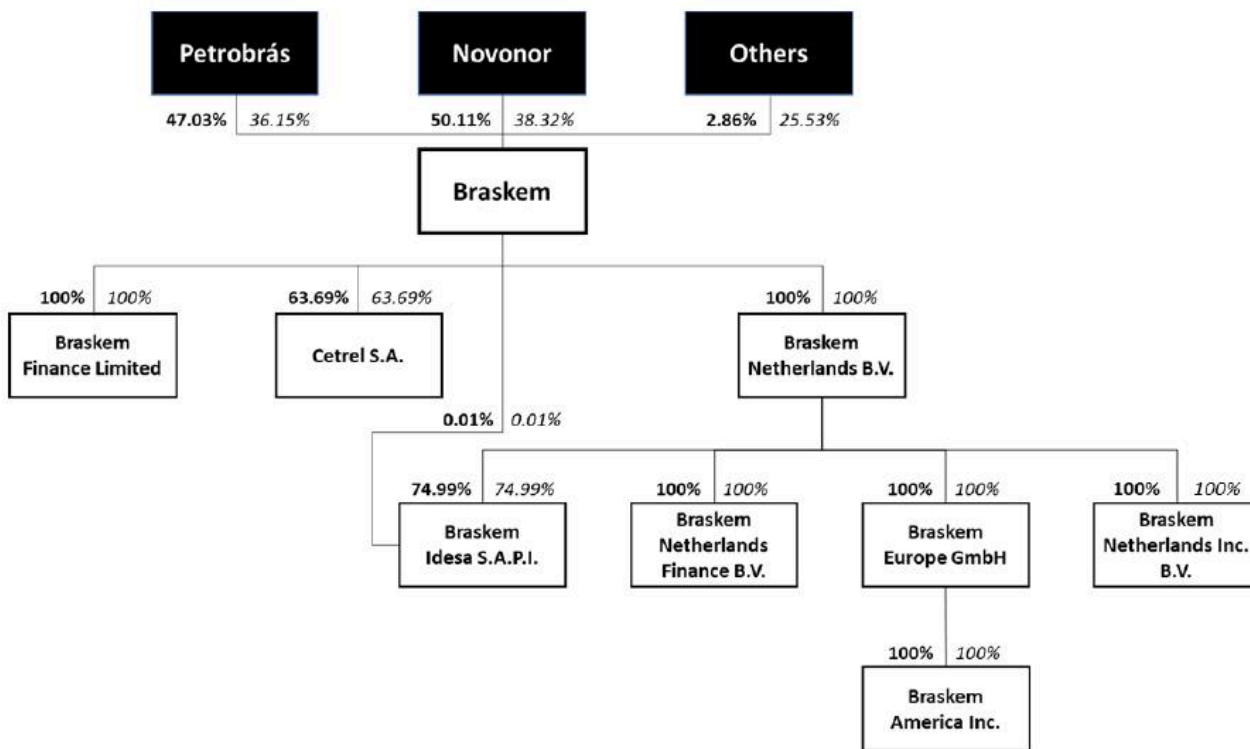 Petrobrás
Novonor
Others
47.03% 36.15%
50.11% 38.32%
2.86% 25.53%
Braskem
100% 100%
63.69% 63.69%
100% 100%
Braskem
Finance Limited
Cetrel S.A.
Braskem
Netherlands B.V.
0.01% 0.01%
74.99% 74.99%
100% 100%
100% 100%
100% 100%
Braskem
Idesa S.A.P.I.
Braskem
Netherlands
Finance B.V.
Braskem
Europe GmbH
Braskem
Netherlands Inc.
B.V.
100% 100%
Braskem
America Inc.